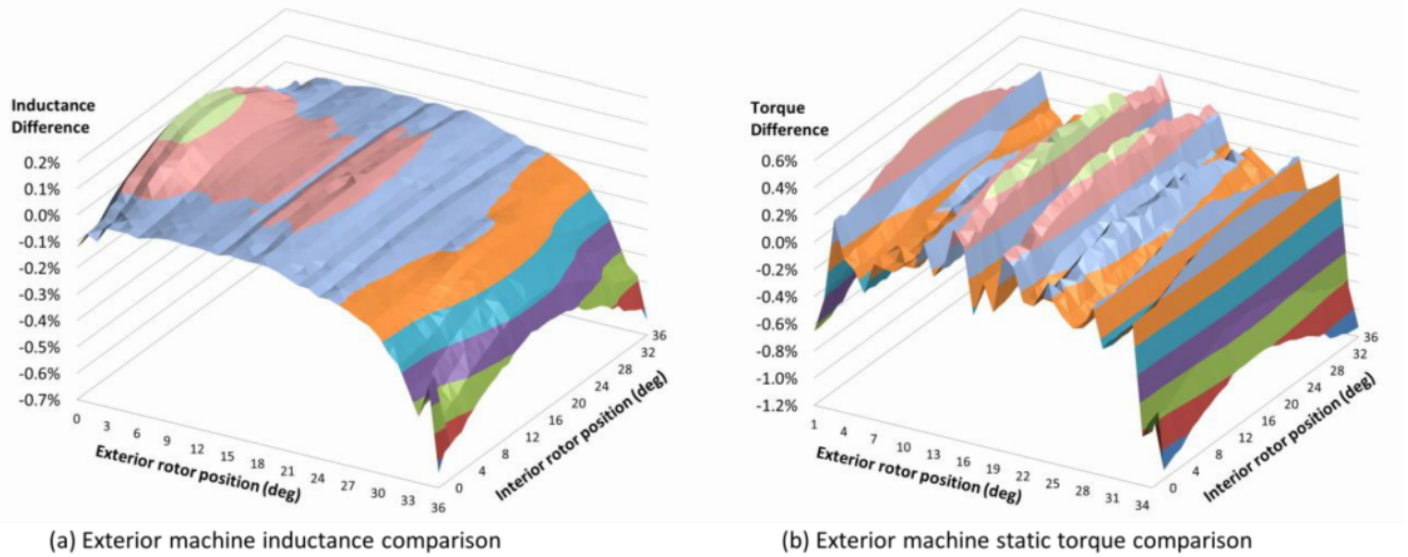 Inductance
Difference
0.2%
0.1%
0.0%
-0.1%
-0.2%
-0.3%
-0.4%
-0.5%
-0.6%
-0.7%
0 3 6 9 12 15 18 21 24 27 30 33 36
Exterior rotor position (deg)
0 4 8 12 16 20 24 28 32 36
Interior rotor position (deg)
(a) Exterior machine inductance comparison
Torque
Difference
0.6%
0.4%
0.2%
0.0%
-0.2%
-0.4%
-0.6%
-0.8%
-1.0%
-1.2%
1 4 7 10 13 16 19 22 25 28 31 34
Exterior rotor position (deg)
0 4 8 12 16 20 24 28 32 36
Interior rotor position (deg)
(b) Exterior machine static torque comparison